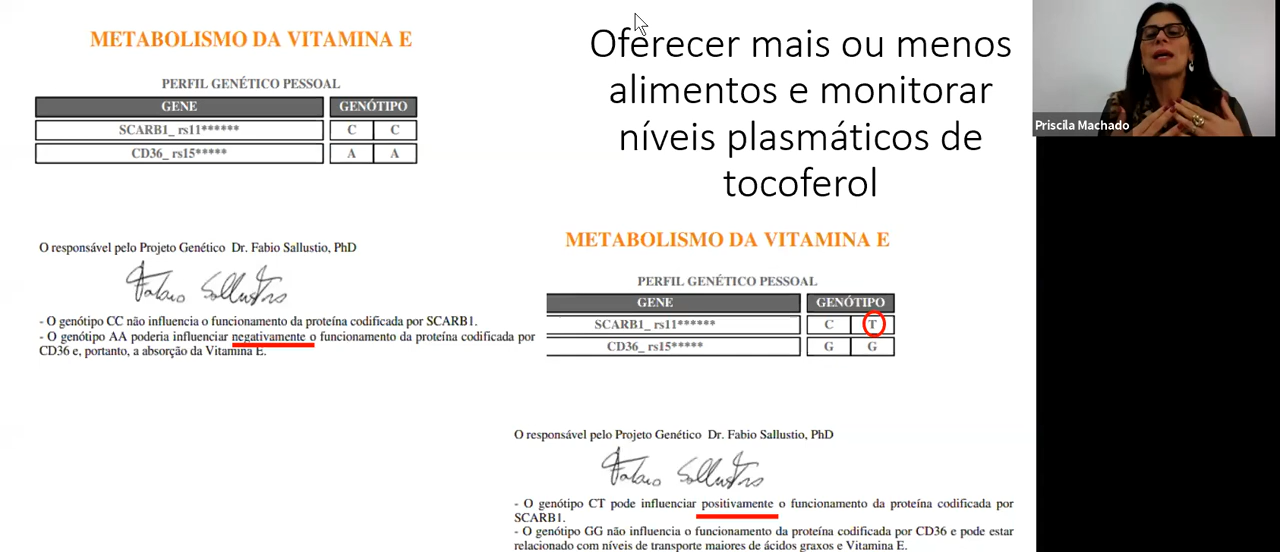 METABOLISMO DA VITAMINA E
PERFIL GENÉTICO PESSOAL
GENE GENÓTIPO
SCARB1_ rs11****** C C
CD36_ rs15***** A A
O responsável pelo Projeto Genético Dr. Fabio Sallustio, PhD
Fabio Sallustio
- O genótipo CC não influencia o funcionamento da proteína codificada por SCARB1.
- O genótipo AA poderia influenciar negativamente o funcionamento da proteína codificada por
CD36 e, portanto, a absorção da Vitamina E.
Oferecer mais ou menos
alimentos e monitorar
níveis plasmáticos de
tocoferol
METABOLISMO DA VITAMINA E
PERFIL GENÉTICO PESSOAL
GENE GENÓTIPO
SCARB1_ rs11****** C T
CD36_ rs15***** G G
O responsável pelo Projeto Genético Dr. Fabio Sallustio, PhD
Fabio Sallustio
- O genótipo CT pode influenciar positivamente o funcionamento da proteína codificada por
SCARB1.
- O genótipo GG não influencia o funcionamento da proteína codificada por CD36 e pode estar
relacionado com níveis de transporte maiores de ácidos graxos e Vitamina E.
Priscila Machado